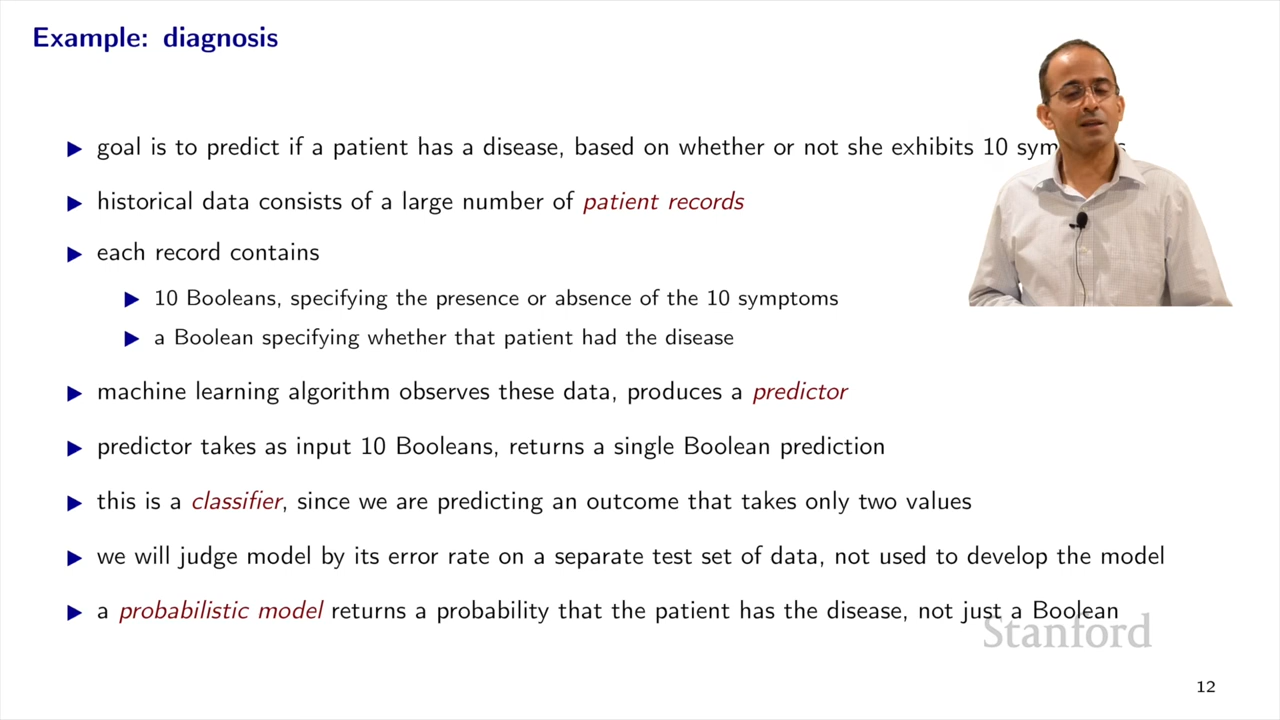 Example: diagnosis
▶ goal is to predict if a patient has a disease, based on whether or not she exhibits 10
▶ historical data consists of a large number of patient records
▶ each record contains
▶ 10 Booleans, specifying the presence or absence of the 10 symptoms
▶ a Boolean specifying whether that patient had the disease
▶ machine learning algorithm observes these data, produces a predictor
▶ predictor takes as input 10 Booleans, returns a single Boolean prediction
▶ this is a classifier, since we are predicting an outcome that takes only two values
▶ we will judge model by its error rate on a separate test set of data, not used to develop the model
▶ a probabilistic model returns a probability that the patient has the disease, not just a Boolean
Stanford
12